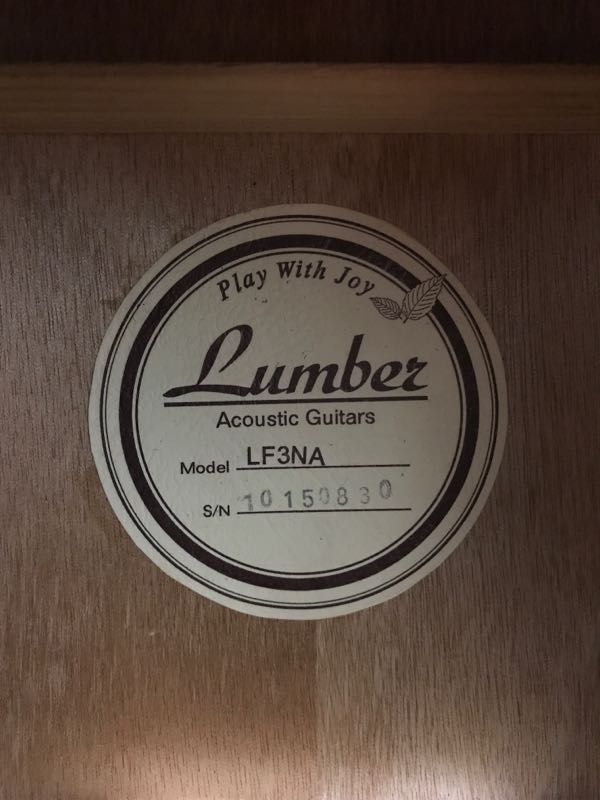 Play With Joy
Lumber
Acoustic Guitars
Model LF3NA
S/N 10150830